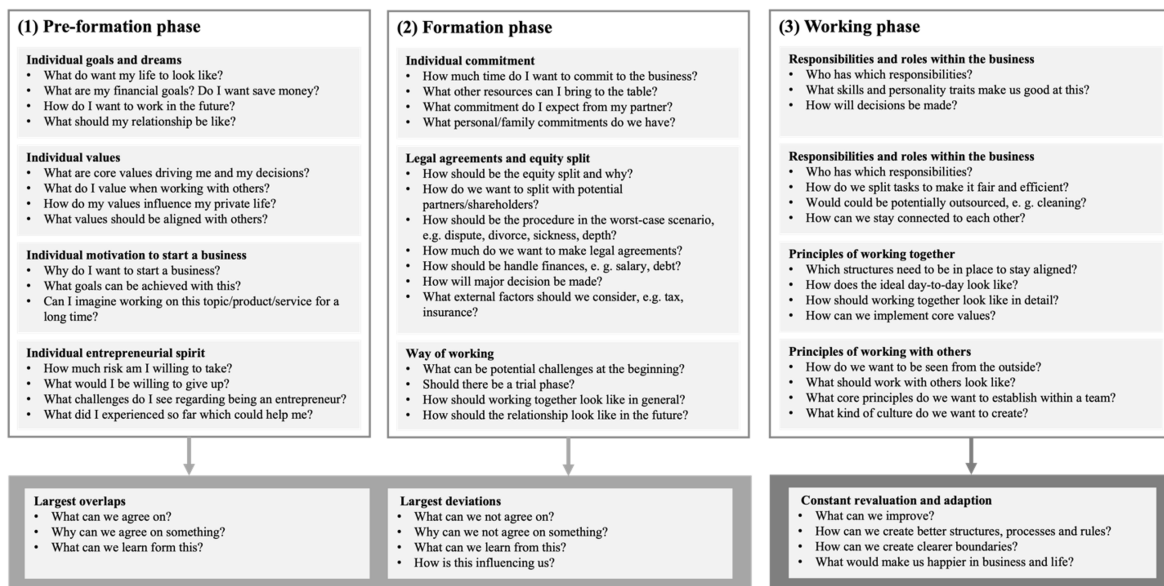 (1) Pre-formation phase
Individual goals and dreams
• What do want my life to look like?
• What are my financial goals? Do I want save money?
• How do I want to work in the future?
• What should my relationship be like?
Individual values
• What are core values driving me and my decisions?
• What do I value when working with others?
• How do my values influence my private life?
• What values should be aligned with others?
Individual motivation to start a business
• Why do I want to start a business?
• What goals can be achieved with this?
• Can I imagine working on this topic/product/service for a
long time?
Individual entrepreneurial spirit
• How much risk am I willing to take?
• What would I be willing to give up?
• What challenges do I see regarding being an entrepreneur?
• What did I experienced so far which could help me?
(2) Formation phase
Individual commitment
• How much time do I want to commit to the business?
• What other resources can I bring to the table?
• What commitment do I expect from my partner?
• What personal/family commitments do we have?
Legal agreements and equity split
• How should be the equity split and why?
• How do we want to split with potential
partners/shareholders?
• How should be the procedure in the worst-case scenario,
e.g. dispute, divorce, sickness, depth?
• How much do we want to make legal agreements?
• How should be handle finances, e. g. salary, debt?
• How will major decision be made?
• What external factors should we consider, e.g. tax,
insurance?
Way of working
• What can be potential challenges at the beginning?
• Should there be a trial phase?
• How should working together look like in general?
• How should the relationship look like in the future?
(3) Working phase
Responsibilities and roles within the business
• Who has which responsibilities?
• What skills and personality traits make us good at this?
• How will decisions be made?
Responsibilities and roles within the business
• Who has which responsibilities?
• How do we split tasks to make it fair and efficient?
• Would could be potentially outsourced, e. g. cleaning?
• How can we stay connected to each other?
Principles of working together
• Which structures need to be in place to stay aligned?
• How does the ideal day-to-day look like?
• How should working together look like in detail?
• How can we implement core values?
Principles of working with others
• How do we want to be seen from the outside?
• What should work with others look like?
• What core principles do we want to establish within a team?
• What kind of culture do we want to create?
Largest overlaps
• What can we agree on?
• Why can we agree on something?
• What can we learn form this?
Largest deviations
• What can we not agree on?
• Why can we not agree on something?
• What can we learn from this?
• How is this influencing us?
Constant revaluation and adaption
• What can we improve?
• How can we create better structures, processes and rules?
• How can we create clearer boundaries?
• What would make us happier in business and life?